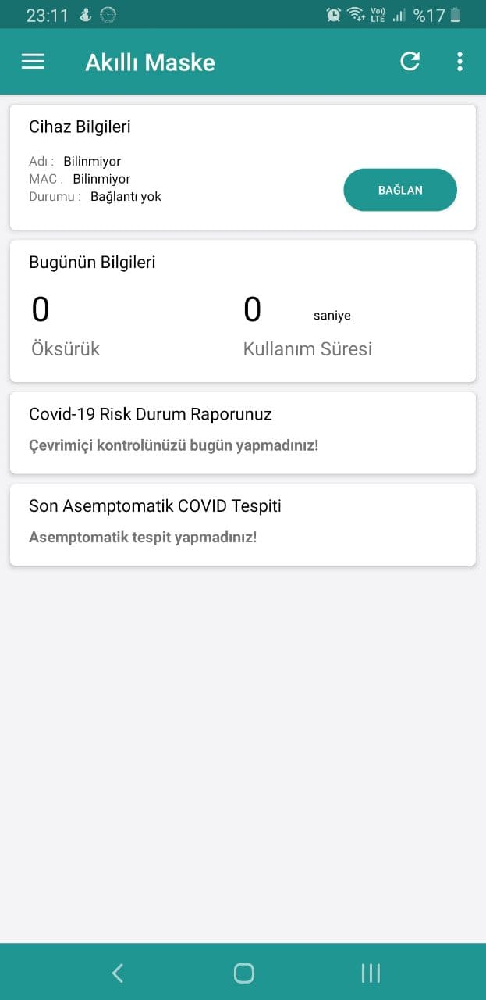 23:11 Vo)) LTE %17
Akıllı Maske
Cihaz Bilgileri
Adı : Bilinmiyor
MAC : Bilinmiyor
Durumu : Bağlantı yok
BAĞLAN
Bugünün Bilgileri
0 0 saniye
Öksürük Kullanım Süresi
Covid-19 Risk Durum Raporunuz
Çevrimiçi kontrolünüzü bugün yapmadınız!
Son Asemptomatik COVID Tespiti
Asemptomatik tespit yapmadınız!